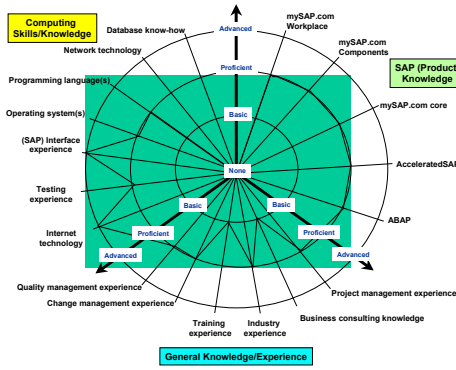 Computing
Skills/Knowledge
Database know-how
Network technology
Programming language(s)
Operating system(s)
(SAP) Interface
experience
Testing
experience
Internet
technology
Quality management experience
Change management experience
Training
experience
Industry
experience
Business consulting knowledge
Project management experience
ABAP
AcceleratedSAP
mySAP.com core
mySAP.com
Components
mySAP.com
Workplace
SAP (Product
Knowledge
Advanced
Proficient
Basic
None
Basic
Proficient
Advanced
Basic
Proficient
Advanced
General Knowledge/Experience